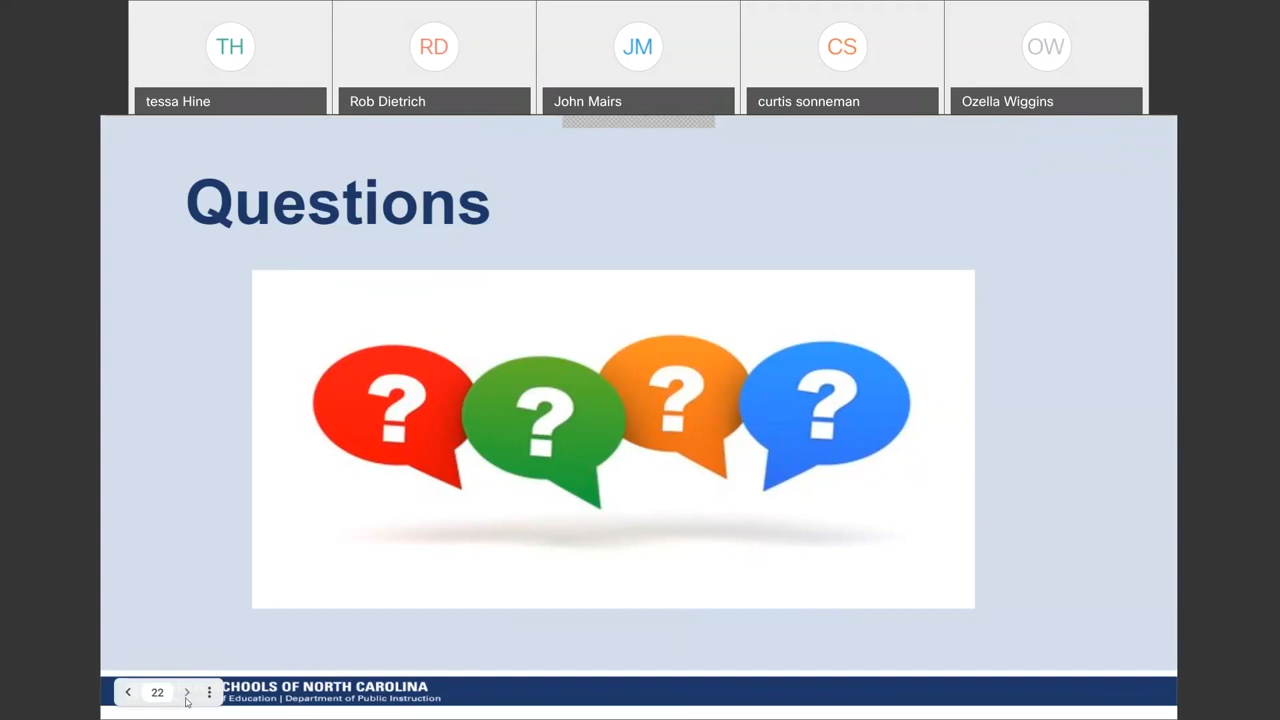 TH RD JM CS OW
tessa Hine Rob Dietrich John Mairs curtis sonneman Ozella Wiggins
Questions
? ? ? ?
22
CHOOLS OF NORTH CAROLINA
f Education | Department of Public Instruction